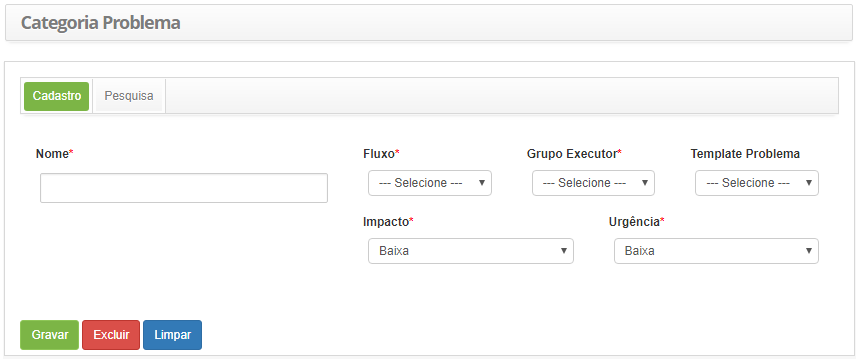 Categoria Problema
Cadastro Pesquisa
Nome* Fluxo* Grupo Executor* Template Problema
--- Selecione --- --- Selecione --- --- Selecione ---
Impacto* Urgência*
Baixa Baixa
Gravar Excluir Limpar